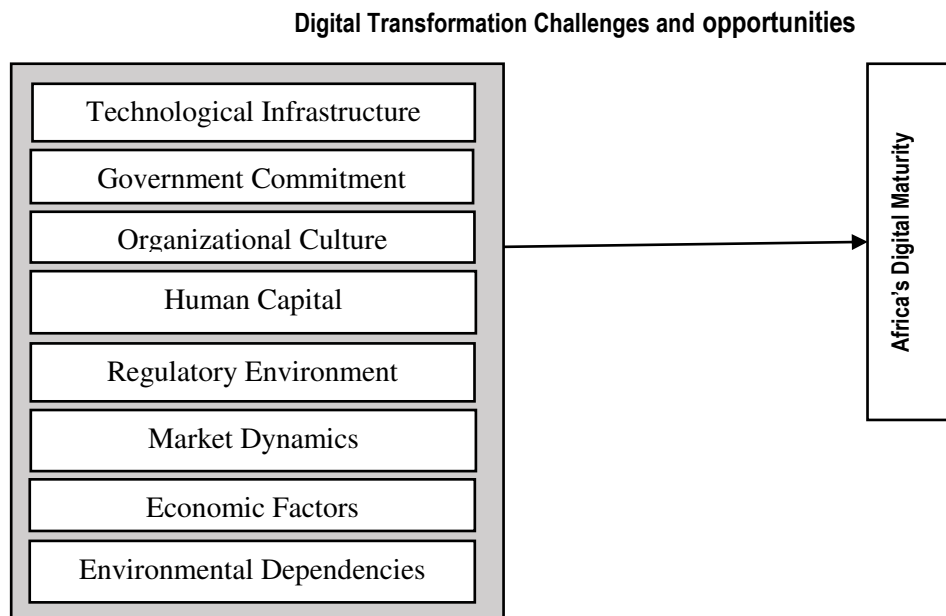 Digital Transformation Challenges and opportunities
Technological Infrastructure
Government Commitment
Organizational Culture
Human Capital
Regulatory Environment
Market Dynamics
Economic Factors
Environmental Dependencies
Africa's Digital Maturity